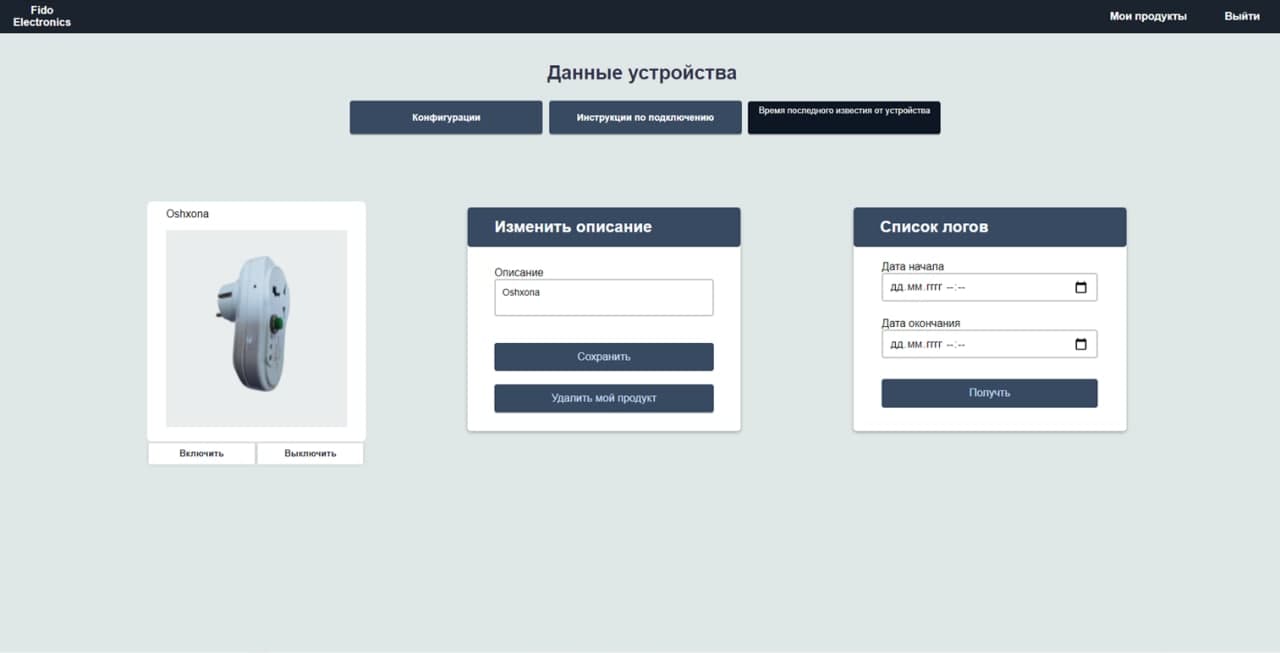 Fido
Electronics
Мои продукты
Выйти
Данные устройства
Конфигурации
Инструкции по подключению
Время последного известия от устройства
Oshxona
Включить
Выключить
Изменить описание
Описание
Oshxona
Сохранить
Удалить мой продукт
Список логов
Дата начала
дд.мм.гггг --:--
Дата окончания
дд.мм.гггг --:--
Получть